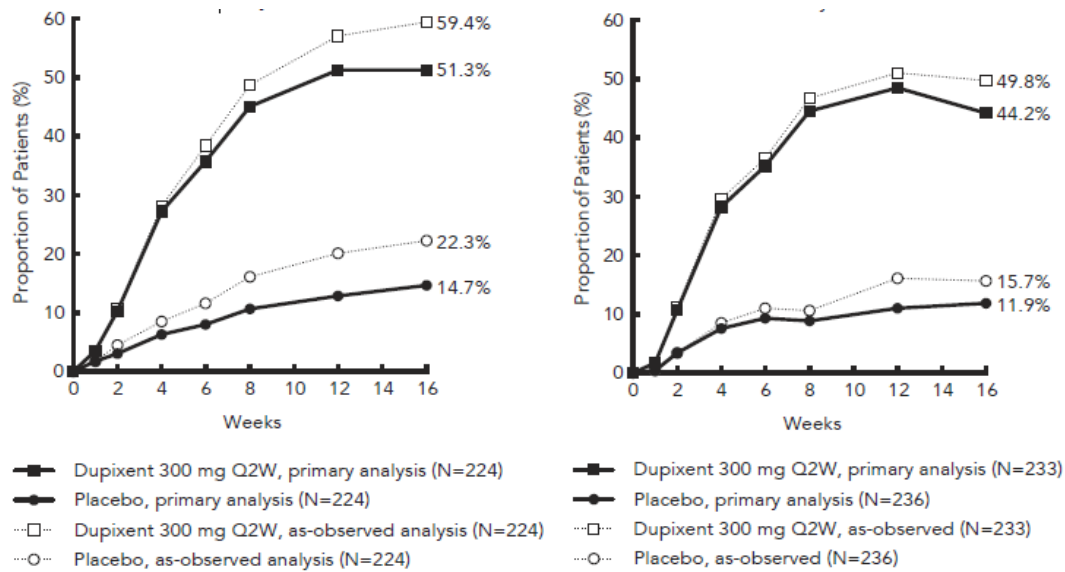 Proportion of Patients (%)
60
50
40
30
20
10
0
59.4%
51.3%
22.3%
14.7%
0 2 4 6 8 10 12 14 16
Weeks
Dupixent 300 mg Q2W, primary analysis (N=224)
Placebo, primary analysis (N=224)
Dupixent 300 mg Q2W, as-observed analysis (N=224)
Placebo, as-observed analysis (N=224)
Proportion of Patients (%)
60
50
40
30
20
10
0
49.8%
44.2%
15.7%
11.9%
0 2 4 6 8 10 12 14 16
Weeks
Dupixent 300 mg Q2W, primary analysis (N=233)
Placebo, primary analysis (N=236)
Dupixent 300 mg Q2W, as-observed (N=233)
Placebo, as-observed (N=236)